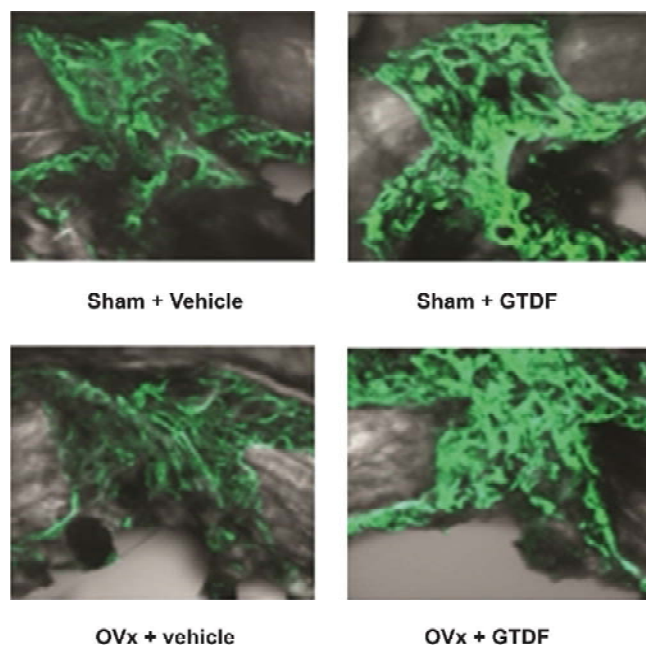 Sham + Vehicle
Sham + GTDF
OVx + vehicle
OVx + GTDF